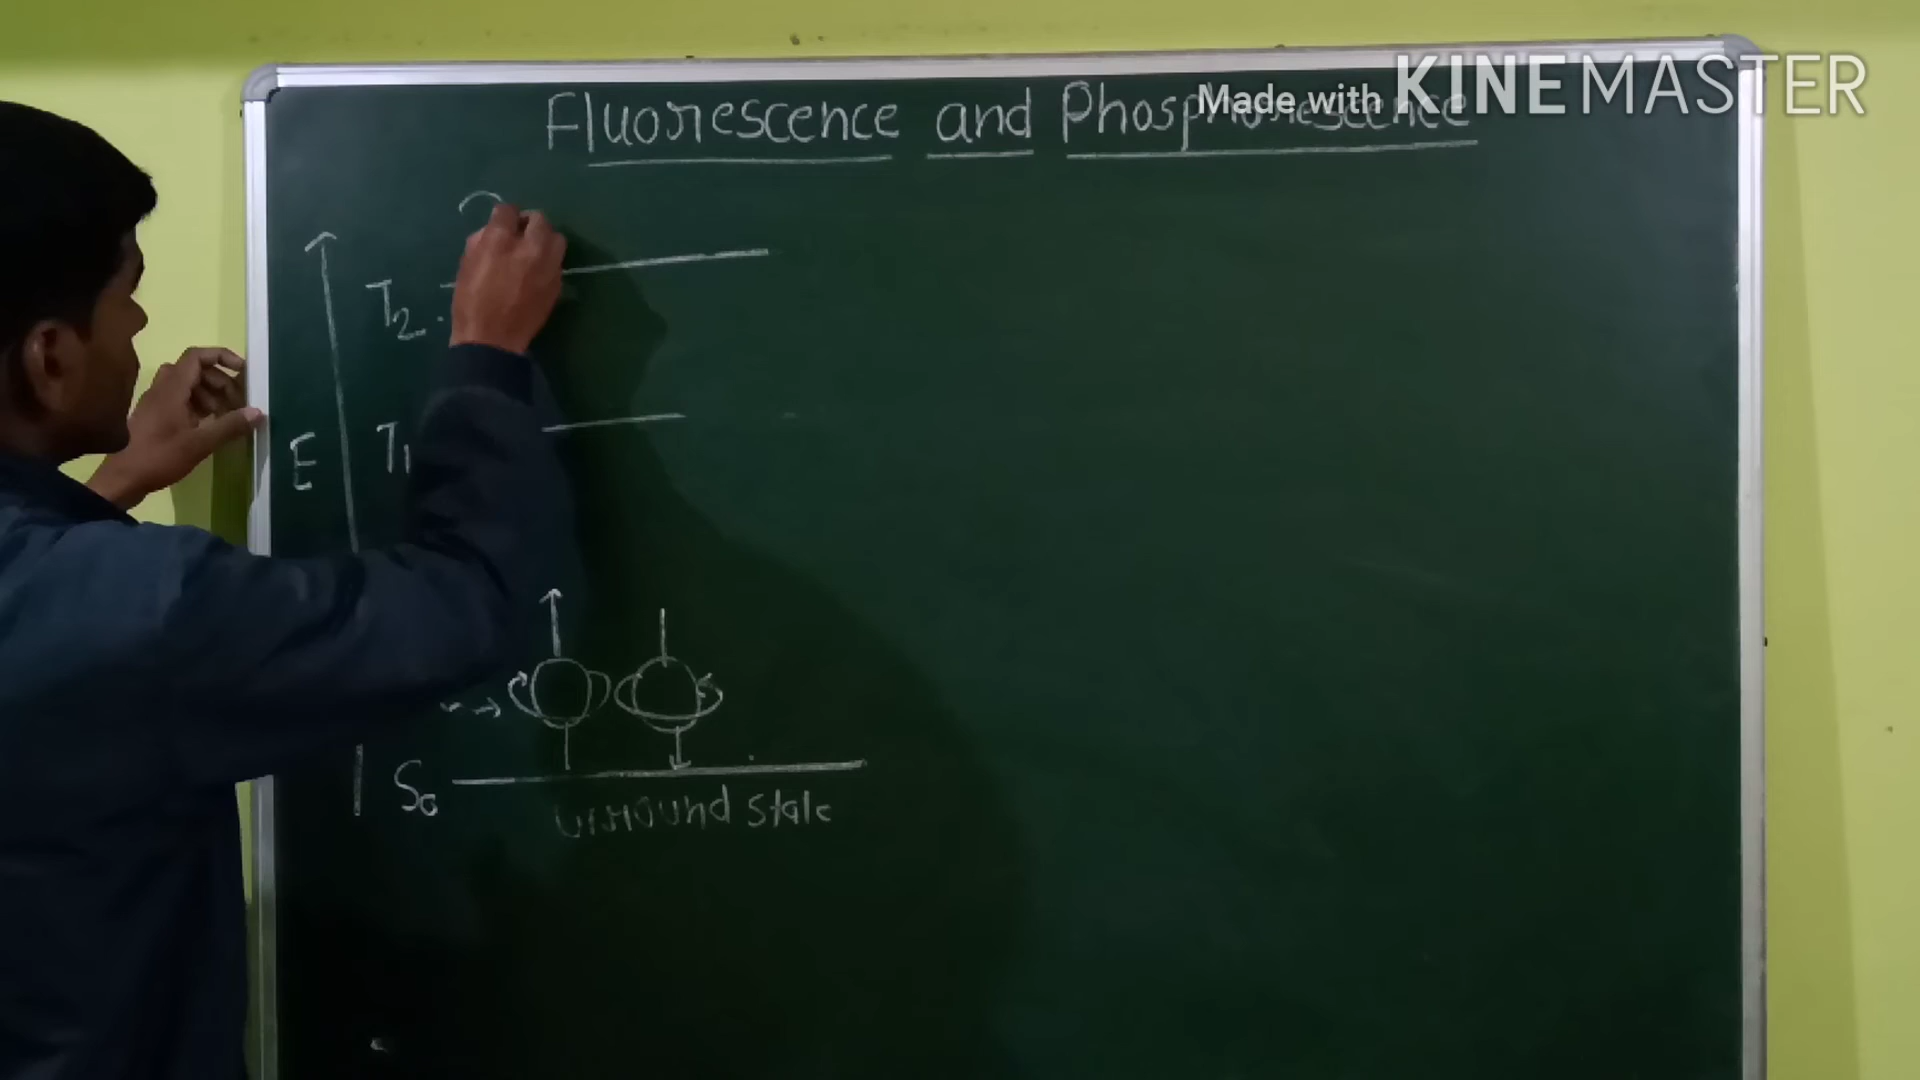 Fluorescence and Phosphorescence
Made with KINEMASTER
T2
E
T1
S0
Ground State